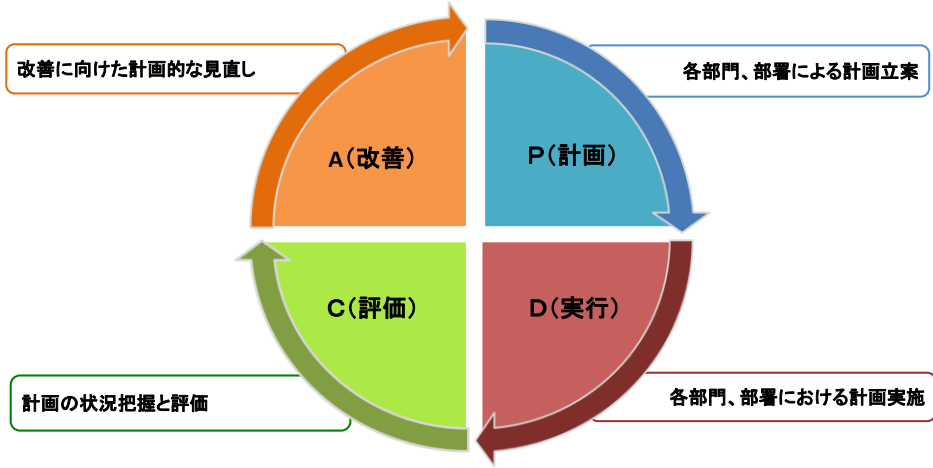 改善に向けた計画的な見直し
各部門、部署による計画立案
A(改善)
P(計画)
C(評価)
D(実行)
計画の状況把握と評価
各部門、部署における計画実施